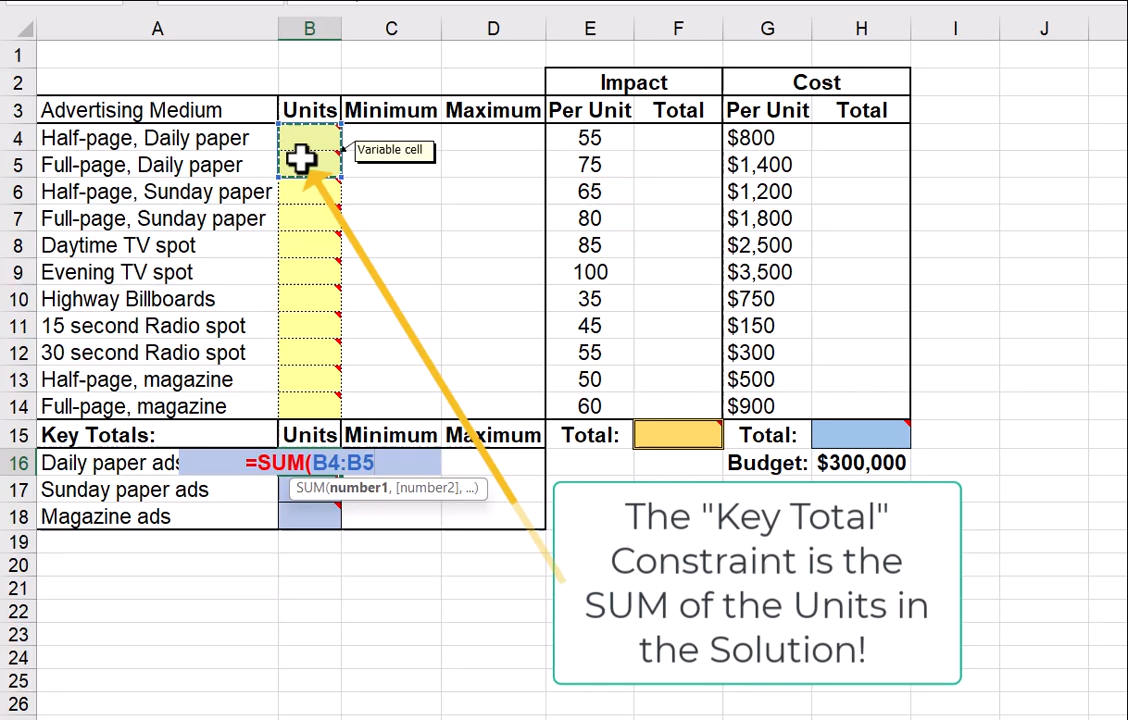 A B C D E F G H I J
1
2 Impact Cost
3 Advertising Medium Units Minimum Maximum Per Unit Total Per Unit Total
4 Half-page, Daily paper 55 $800
Variable cell
5 Full-page, Daily paper 75 $1,400
6 Half-page, Sunday paper 65 $1,200
7 Full-page, Sunday paper 80 $1,800
8 Daytime TV spot 85 $2,500
9 Evening TV spot 100 $3,500
10 Highway Billboards 35 $750
11 15 second Radio spot 45 $150
12 30 second Radio spot 55 $300
13 Half-page, magazine 50 $500
14 Full-page, magazine 60 $900
15 Key Totals: Units Minimum Maximum Total: Total:
16 Daily paper ads =SUM(B4:B5 Budget: $300,000
17 Sunday paper ads
SUM(number1, [number2], ...)
18 Magazine ads
19
20
21
22
23
24
25
26
The "Key Total"
Constraint is the
SUM of the Units in
the Solution!